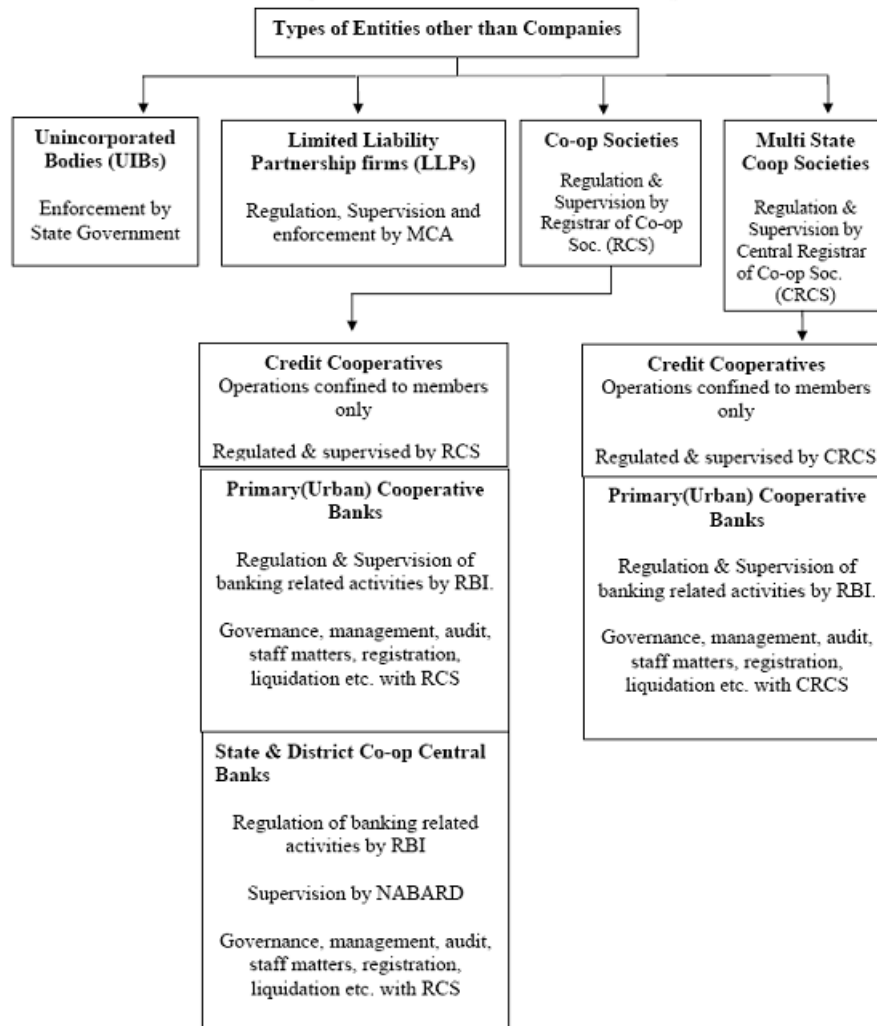 Types of Entities other than Companies
Unincorporated
Bodies (UIBs)
Enforcement by
State Government
Limited Liability
Partnership firms (LLPs)
Regulation, Supervision and
enforcement by MCA
Co-op Societies
Regulation &
Supervision by
Registrar of Co-op
Soc. (RCS)
Multi State
Coop Societies
Regulation &
Supervision by
Central Registrar
of Co-op Soc.
(CRCS)
Credit Cooperatives
Operations confined to members
only
Regulated & supervised by RCS
Primary(Urban) Cooperative
Banks
Regulation & Supervision of
banking related activities by RBI.
Governance, management, audit,
staff matters, registration,
liquidation etc. with RCS
State & District Co-op Central
Banks
Regulation of banking related
activities by RBI
Supervision by NABARD
Governance, management, audit,
staff matters, registration,
liquidation etc. with RCS
Credit Cooperatives
Operations confined to members
only
Regulated & supervised by CRCS
Primary(Urban) Cooperative
Banks
Regulation & Supervision of
banking related activities by RBI.
Governance, management, audit,
staff matters, registration,
liquidation etc. with CRCS